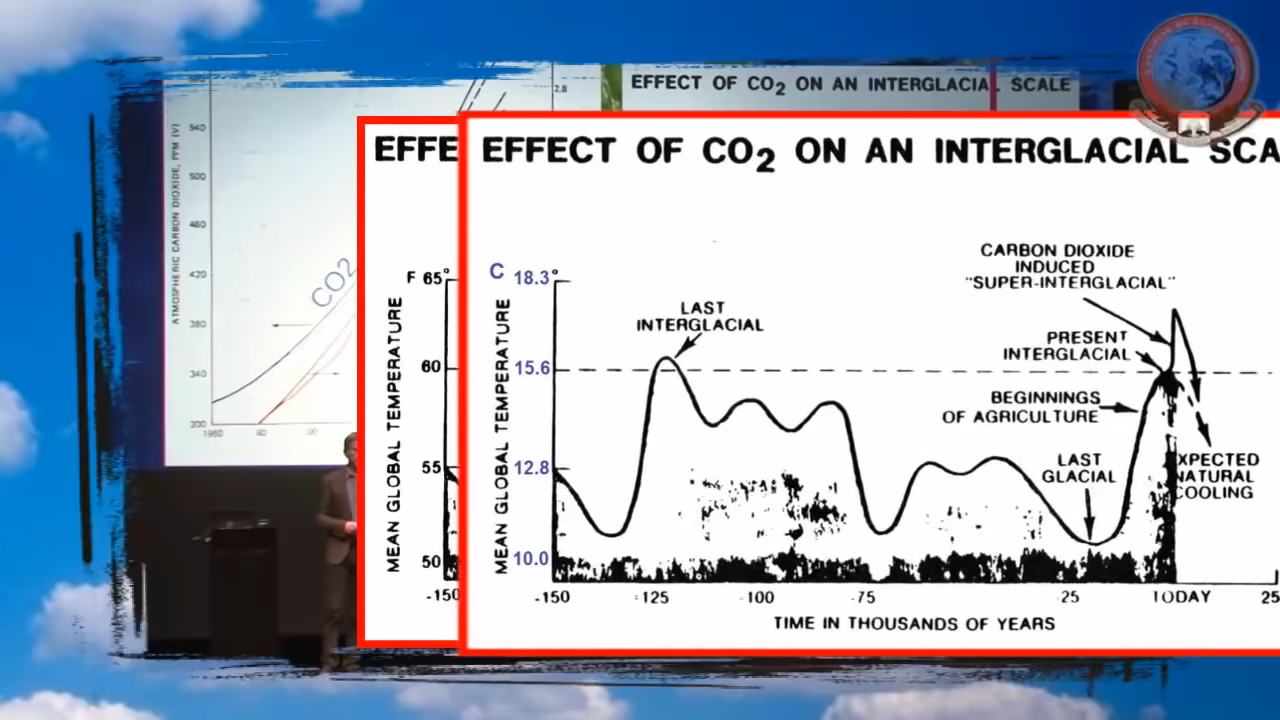 EFFECT OF CO2 ON AN INTERGLACIAL SCALE
2.8
ATMOSPHERIC CARBON DIOXIDE, PPM (V)
540
500
460
420
380
340
300
1960
80
00
CO2
EFFE
F 65°
60
55
50
-150
MEAN GLOBAL TEMPERATURE
EFFECT OF CO2 ON AN INTERGLACIAL SCA
C 18.3°
15.6
12.8
10.0
MEAN GLOBAL TEMPERATURE
LAST
INTERGLACIAL
CARBON DIOXIDE
INDUCED
"SUPER-INTERGLACIAL"
PRESENT
INTERGLACIAL
BEGINNINGS
OF AGRICULTURE
LAST
GLACIAL
XPECTED
NATURAL
COOLING
-150 -125 -100 -75 -25 TODAY 25
TIME IN THOUSANDS OF YEARS